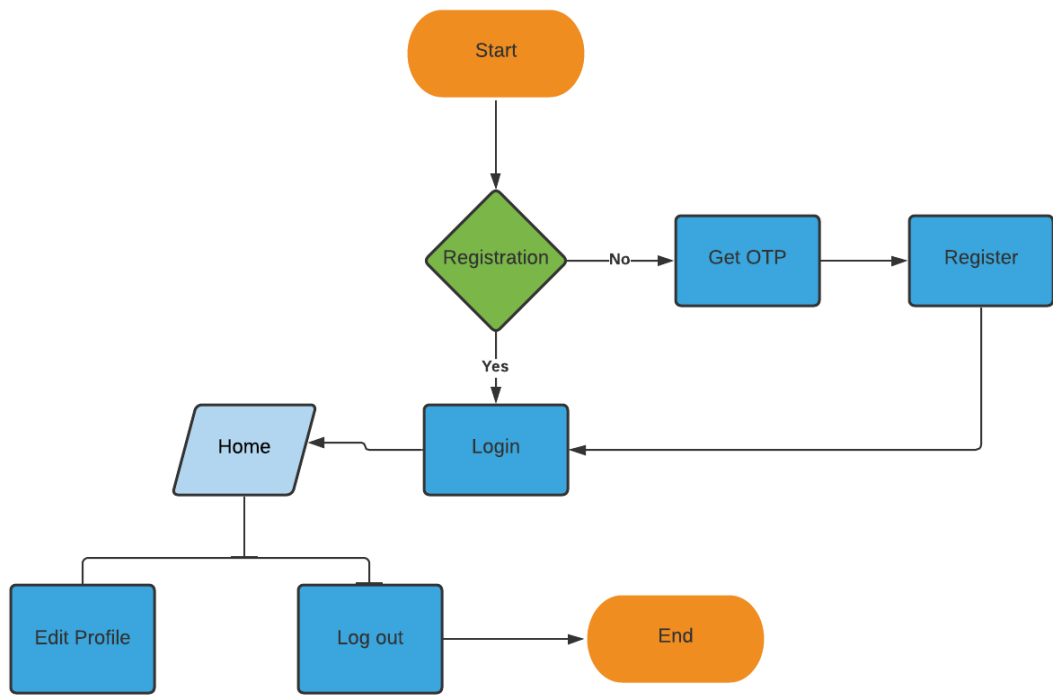 Start
Registration
No
Get OTP
Register
Yes
Home
Login
Edit Profile
Log out
End